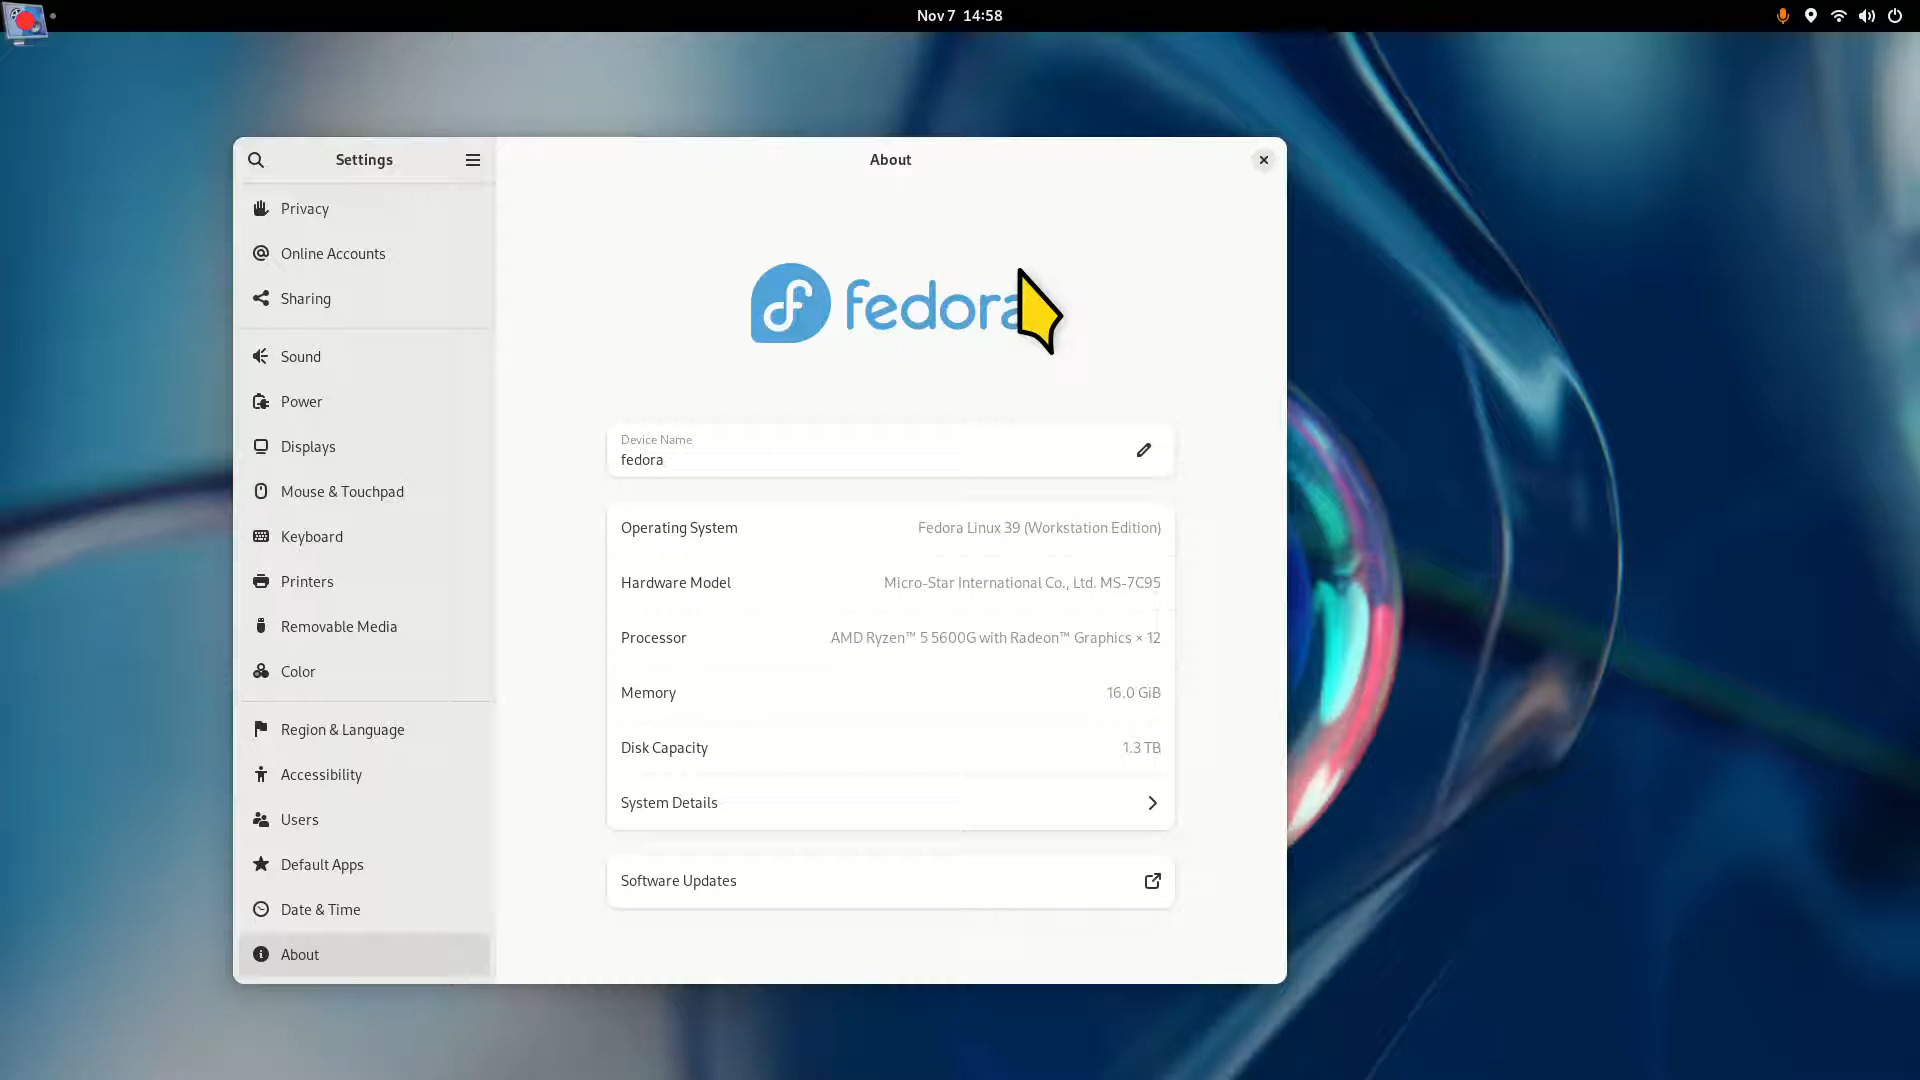 Nov 7 14:58
Settings
About
Privacy
Online Accounts
Sharing
Sound
Power
Displays
Mouse & Touchpad
Keyboard
Printers
Removable Media
Color
Region & Language
Accessibility
Users
Default Apps
Date & Time
About
fedora
Device Name
fedora
Operating System Fedora Linux 39 (Workstation Edition)
Hardware Model Micro-Star International Co., Ltd. MS-7C95
Processor AMD Ryzen™ 5 5600G with Radeon™ Graphics × 12
Memory 16.0 GiB
Disk Capacity 1.3 TB
System Details
Software Updates